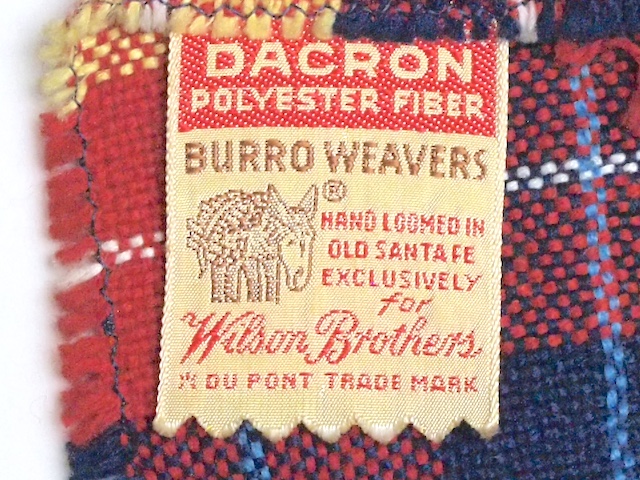 DACRON
POLYESTER FIBER
BURRO WEAVERS
®
HAND LOOMED IN
OLD SANTA FE
EXCLUSIVELY
for
Wilson Brothers
* DU PONT TRADE MARK